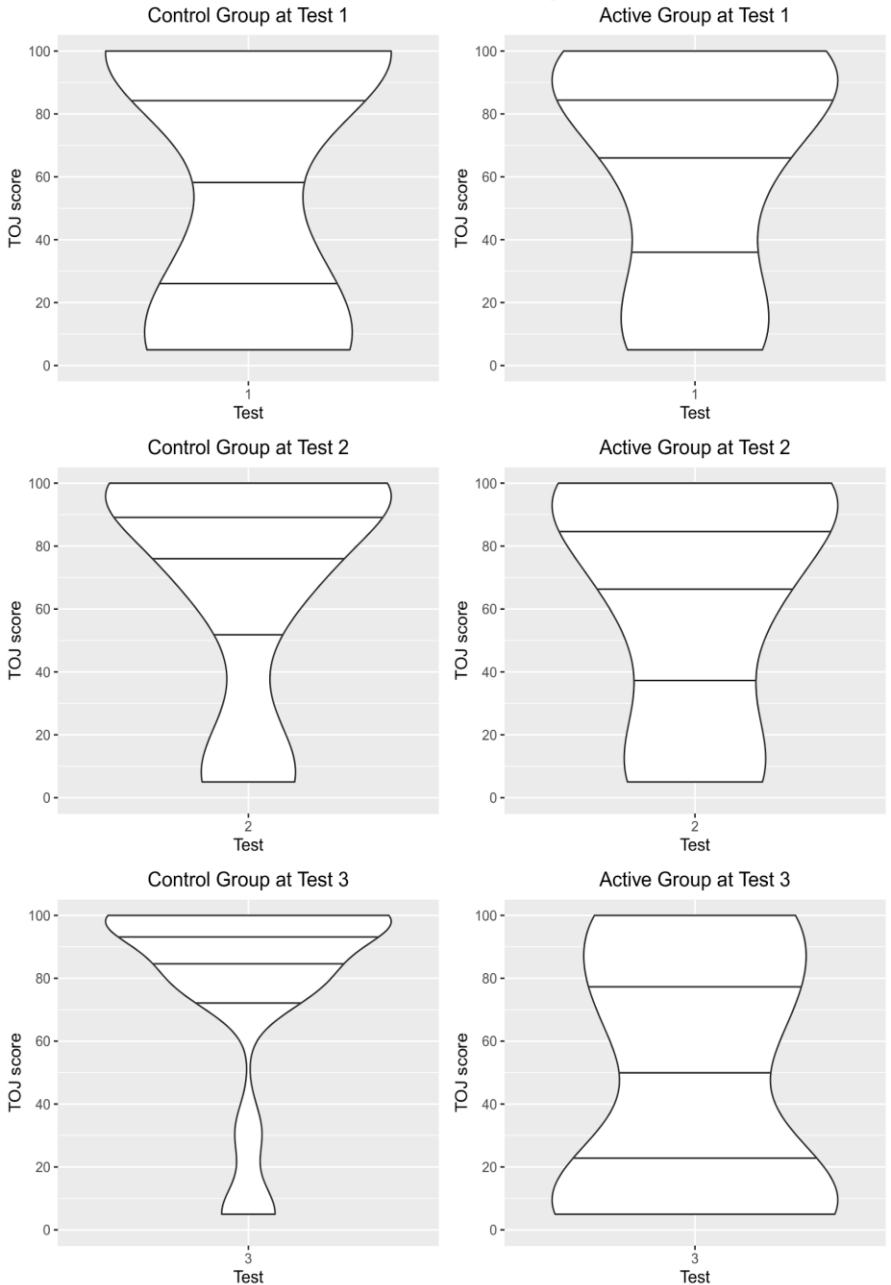 Control Group at Test 1
100
80
60
40
20
0
TOJ score
1
Test
Active Group at Test 1
100
80
60
40
20
0
TOJ score
1
Test
Control Group at Test 2
100
80
60
40
20
0
TOJ score
2
Test
Active Group at Test 2
100
80
60
40
20
0
TOJ score
2
Test
Control Group at Test 3
100
80
60
40
20
0
TOJ score
3
Test
Active Group at Test 3
100
80
60
40
20
0
TOJ score
3
Test